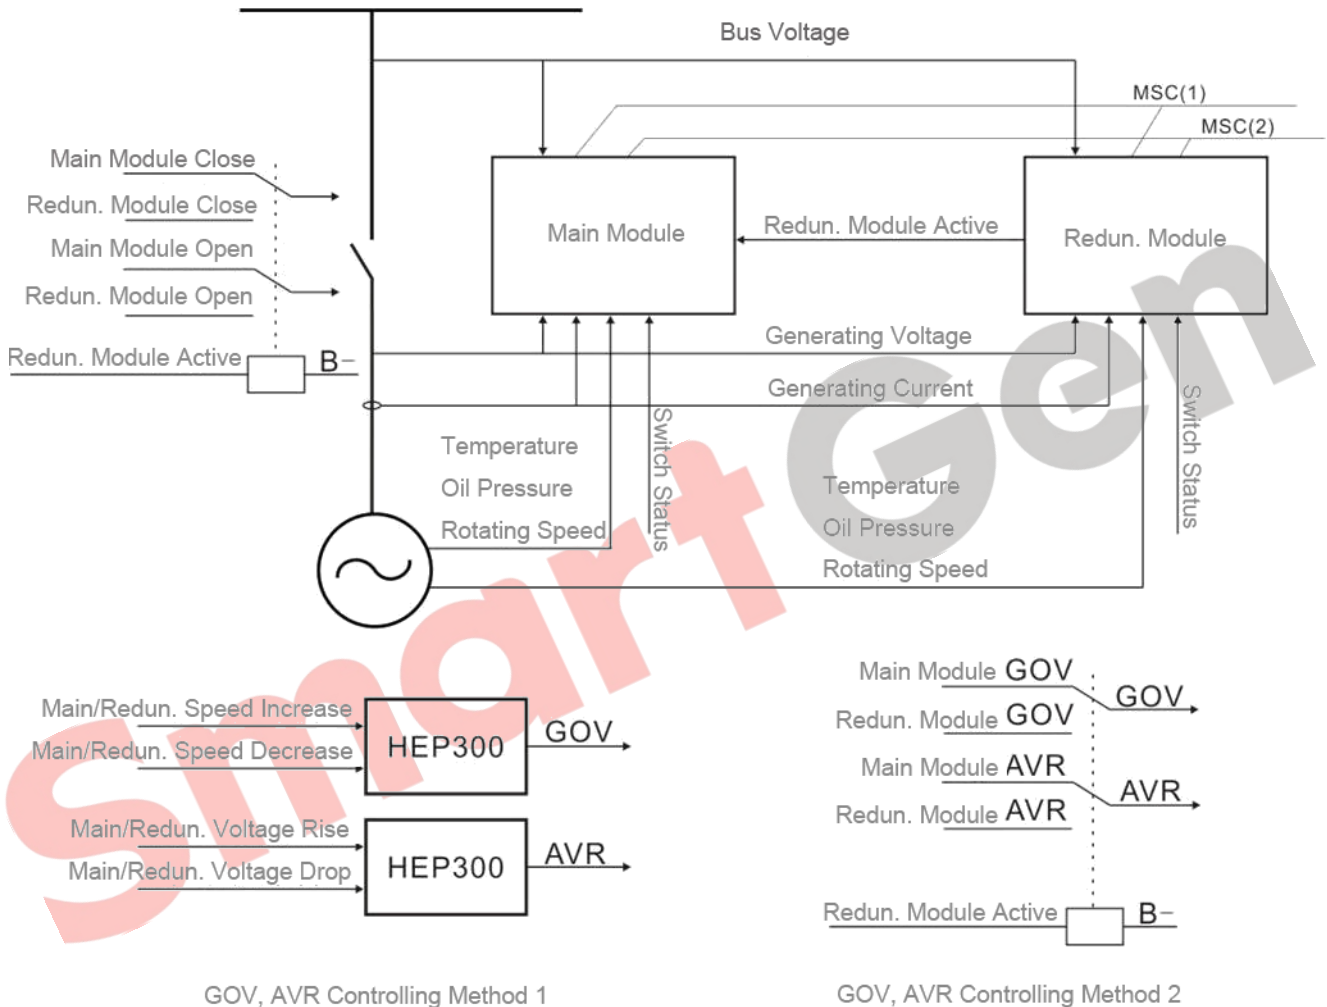 Bus Voltage
MSC(1)
MSC(2)
Main Module Close
Redun. Module Close
Main Module Open
Redun. Module Open
Redun. Module Active
B-
Main Module
Redun. Module Active
Redun. Module
Generating Voltage
Generating Current
Temperature
Oil Pressure
Rotating Speed
Switch Status
Temperature
Oil Pressure
Rotating Speed
Switch Status
SmartGen
Main/Redun. Speed Increase
Main/Redun. Speed Decrease
HEP300
GOV
Main/Redun. Voltage Rise
Main/Redun. Voltage Drop
HEP300
AVR
GOV, AVR Controlling Method 1
Main Module GOV
Redun. Module GOV
GOV
Main Module AVR
Redun. Module AVR
AVR
Redun. Module Active
B-
GOV, AVR Controlling Method 2